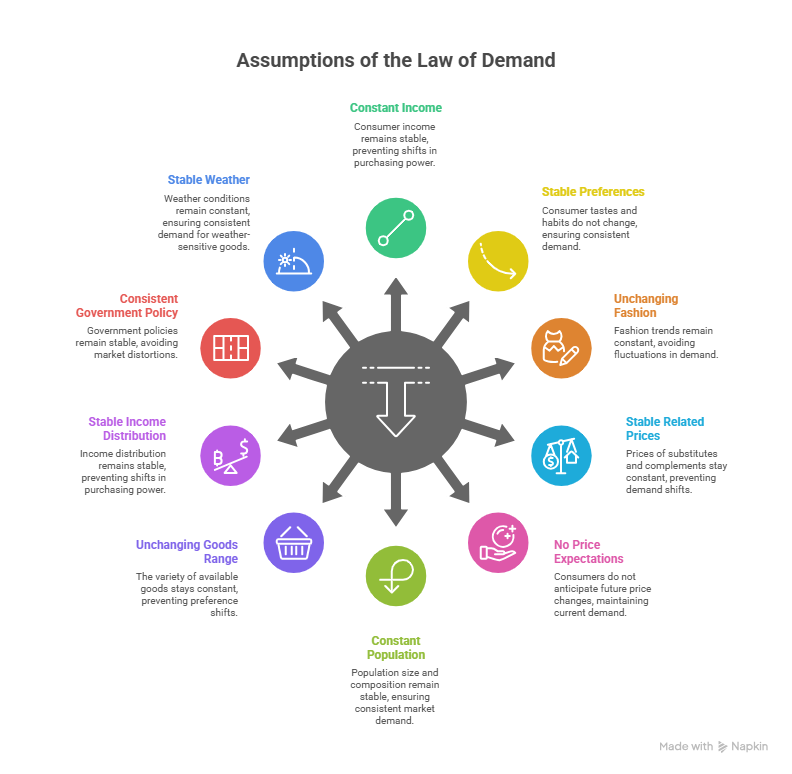 Assumptions of the Law of Demand
Constant Income
Consumer income
remains stable,
preventing shifts in
purchasing power.
Stable Preferences
Consumer tastes and
habits do not change,
ensuring consistent
demand.
Unchanging
Fashion
Fashion trends remain
constant, avoiding
fluctuations in demand.
Stable Related
Prices
Prices of substitutes
and complements stay
constant, preventing
demand shifts.
No Price
Expectations
Consumers do not
anticipate future price
changes, maintaining
current demand.
Constant
Population
Population size and
composition remain
stable, ensuring
consistent market
demand.
Unchanging Goods
Range
The variety of available
goods stays constant,
preventing preference
shifts.
Stable Income
Distribution
Income distribution
remains stable,
preventing shifts in
purchasing power.
Consistent
Government Policy
Government policies
remain stable, avoiding
market distortions.
Stable Weather
Weather conditions
remain constant,
ensuring consistent
demand for weather-
sensitive goods.
Made with Napkin